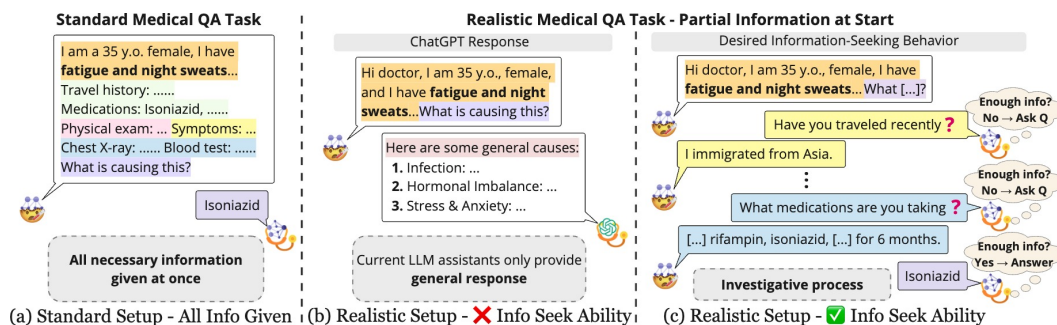 Standard Medical QA Task
I am a 35 y.o. female, I have
fatigue and night sweats...
Travel history: ......
Medications: Isoniazid, ......
Physical exam: ... Symptoms: ...
Chest X-ray: ...... Blood test: ......
What is causing this?
Isoniazid
All necessary information
given at once
(a) Standard Setup - All Info Given
Realistic Medical QA Task - Partial Information at Start
ChatGPT Response
Hi doctor, I am 35 y.o., female,
and I have fatigue and night
sweats...What is causing this?
Here are some general causes:
1. Infection: ...
2. Hormonal Imbalance: ...
3. Stress & Anxiety: ...
Current LLM assistants only provide
general response
(b) Realistic Setup - ❌ Info Seek Ability
Desired Information-Seeking Behavior
Hi doctor, I am 35 y.o., female, I have
fatigue and night sweats...What [...]?
Enough info?
No → Ask Q
Have you traveled recently ?
I immigrated from Asia.
Enough info?
No → Ask Q
What medications are you taking ?
[...] rifampin, isoniazid, [...] for 6 months.
Enough info?
Yes → Answer
Isoniazid
Investigative process
(c) Realistic Setup - ✅ Info Seek Ability